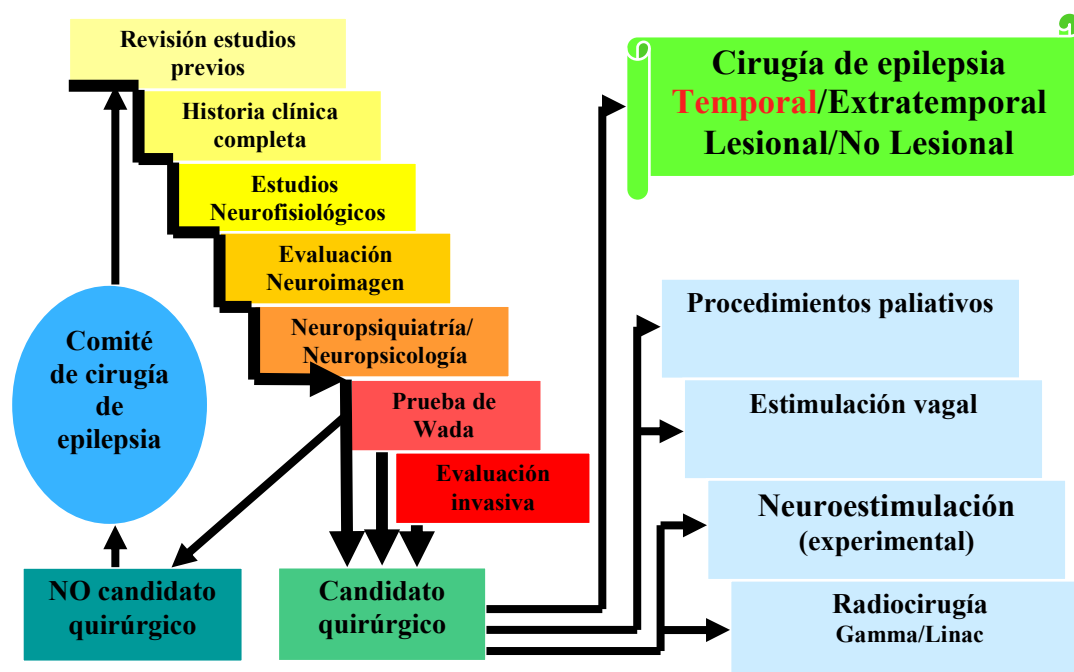 Revisión estudios
previos
Historia clínica
completa
Estudios
Neurofisiológicos
Evaluación
Neuroimagen
Neuropsiquiatría/
Neuropsicología
Prueba de
Wada
Evaluación
invasiva
Comité
de cirugía
de
epilepsia
NO candidato
quirúrgico
Candidato
quirúrgico
Cirugía de epilepsia
Temporal/Extratemporal
Lesional/No Lesional
Procedimientos paliativos
Estimulación vagal
Neuroestimulación
(experimental)
Radiocirugía
Gamma/Linac